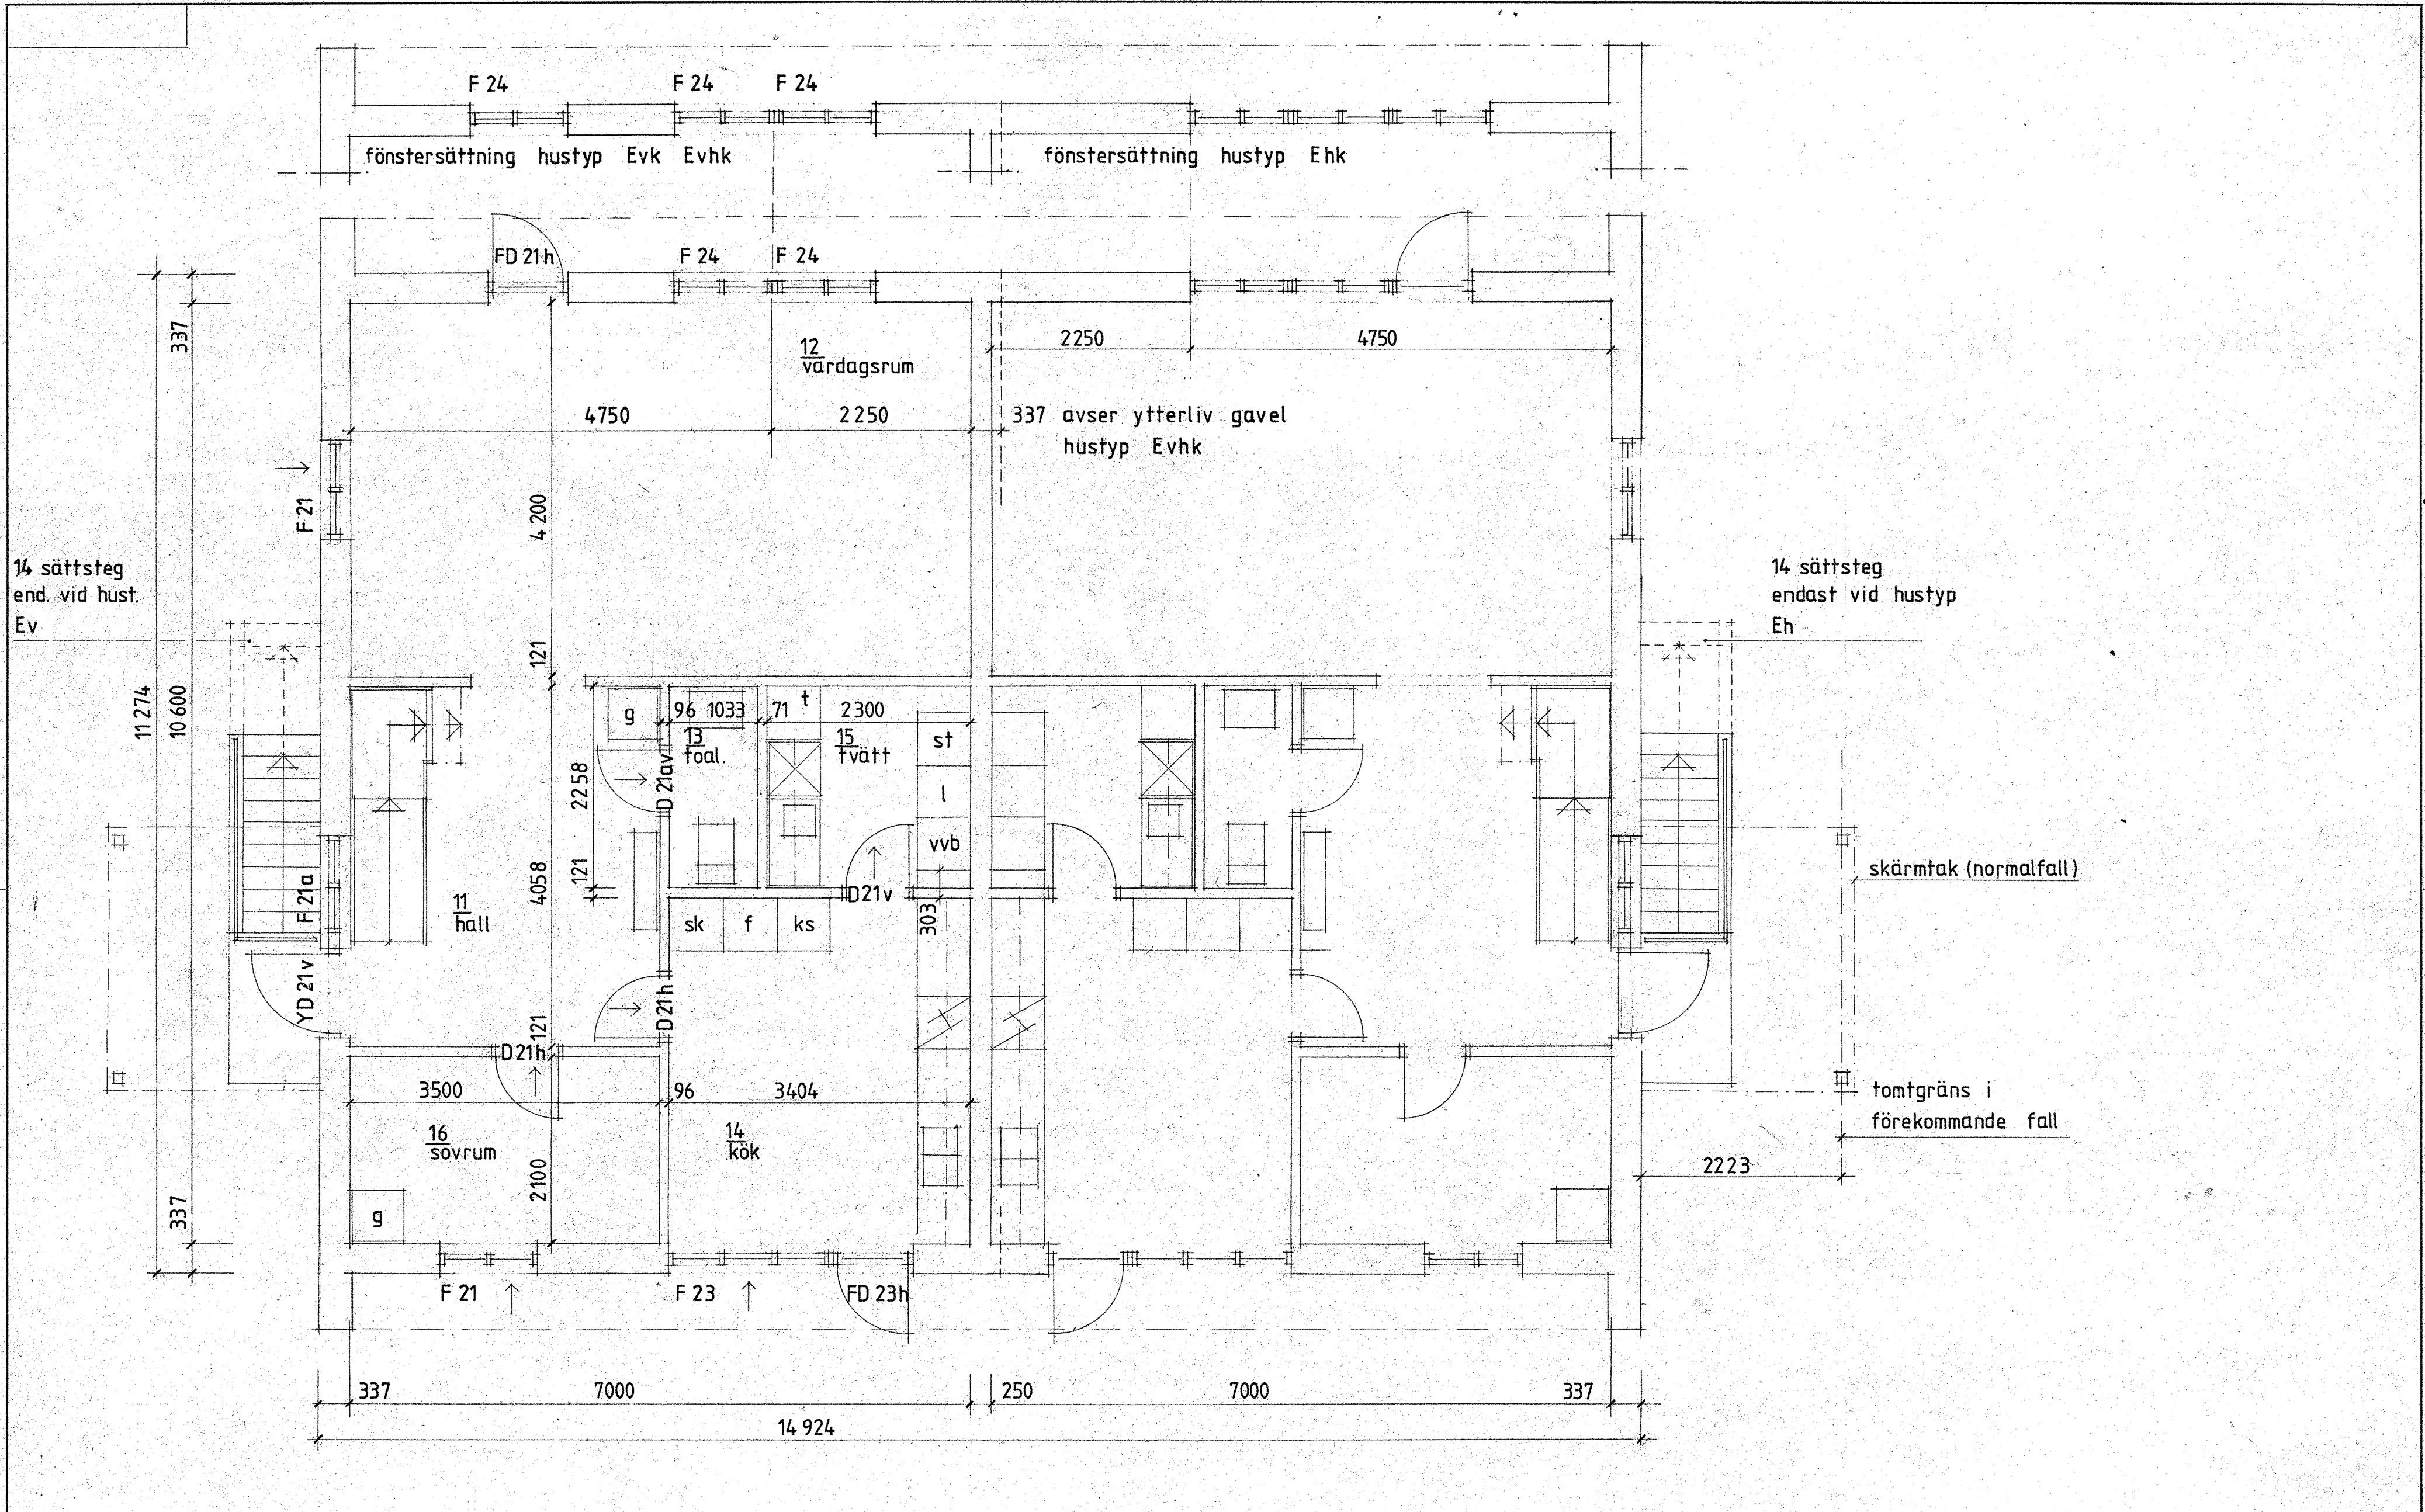 F 24
F 24
F 24
fönstersättning hustyp Evk Evhk
fönstersättning hustyp Ehk
FD 21h
F 24
F 24
337
12
vardagsrum
2250
4750
4750
2250
337 avser ytterliv gavel
hustyp Evhk
F 21
4 200
14 sättsteg
end. vid hust.
Ev
14 sättsteg
endast vid hustyp
Eh
121
11 274
10 600
g
96
1033
71
t
2300
13
toal.
15
tvätt
st
l
vvb
D 21av
2258
121
4058
D21v
303
F 21a
11
hall
sk
f
ks
skärmtak (normalfall)
YD 21v
D 21h
121
D21h
3500
96
3404
tomtgräns i
förekommande fall
16
sovrum
14
kök
2100
2223
337
g
F 21
F 23
FD 23h
337
7000
250
7000
337
14 924